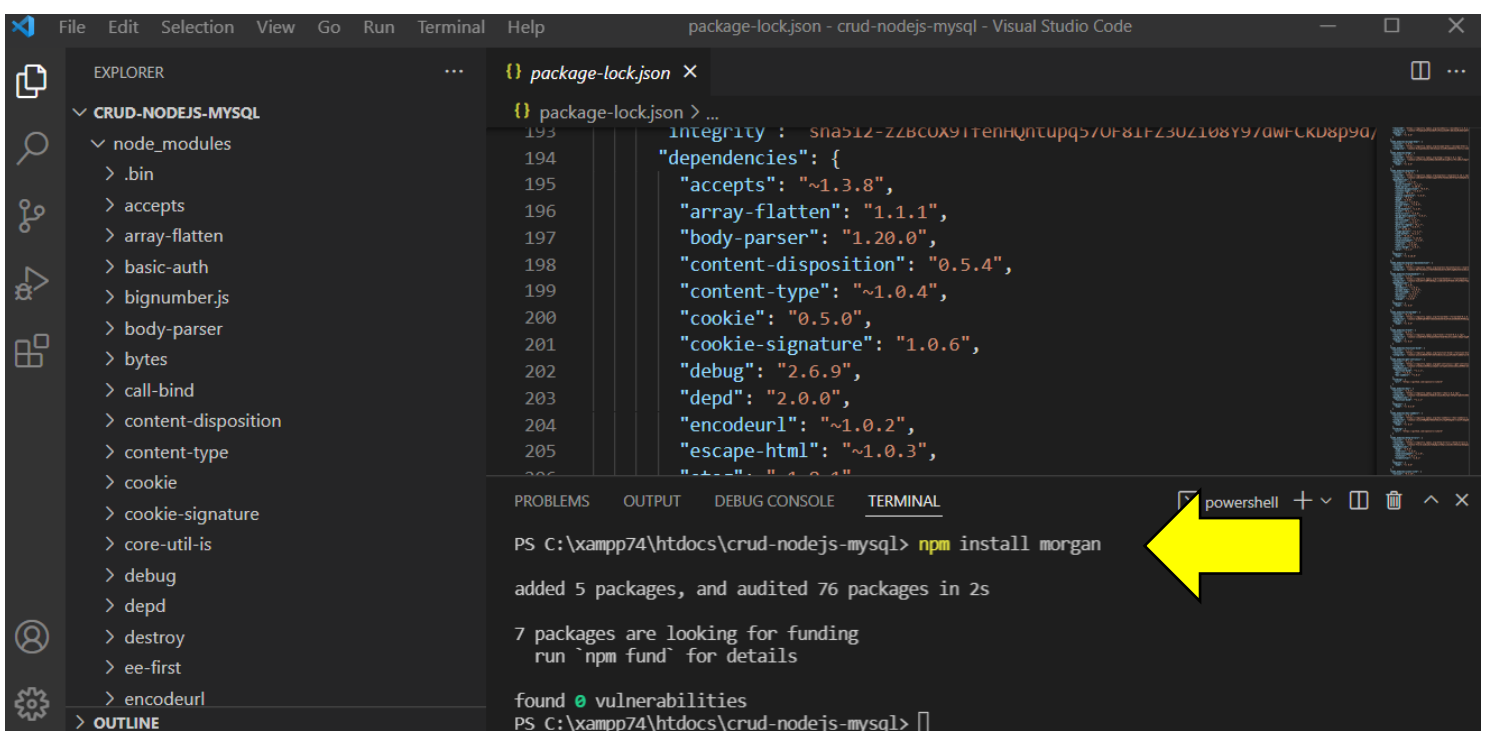 File Edit Selection View Go Run Terminal Help package-lock.json - crud-nodejs-mysql - Visual Studio Code
EXPLORER
CRUD-NODEJS-MYSQL
node_modules
.bin
accepts
array-flatten
basic-auth
bignumber.js
body-parser
bytes
call-bind
content-disposition
content-type
cookie
cookie-signature
core-util-is
debug
depd
destroy
ee-first
encodeurl
OUTLINE
{} package-lock.json
{} package-lock.json > ...
193 "integrity":
194 "dependencies": {
195 "accepts": "~1.3.8",
196 "array-flatten": "1.1.1",
197 "body-parser": "1.20.0",
198 "content-disposition": "0.5.4",
199 "content-type": "~1.0.4",
200 "cookie": "0.5.0",
201 "cookie-signature": "1.0.6",
202 "debug": "2.6.9",
203 "depd": "2.0.0",
204 "encodeurl": "~1.0.2",
205 "escape-html": "~1.0.3",
PROBLEMS OUTPUT DEBUG CONSOLE TERMINAL powershell
PS C:\xampp74\htdocs\crud-nodejs-mysql> npm install morgan
added 5 packages, and audited 76 packages in 2s
7 packages are looking for funding
run `npm fund` for details
found 0 vulnerabilities
PS C:\xampp74\htdocs\crud-nodejs-mysql>